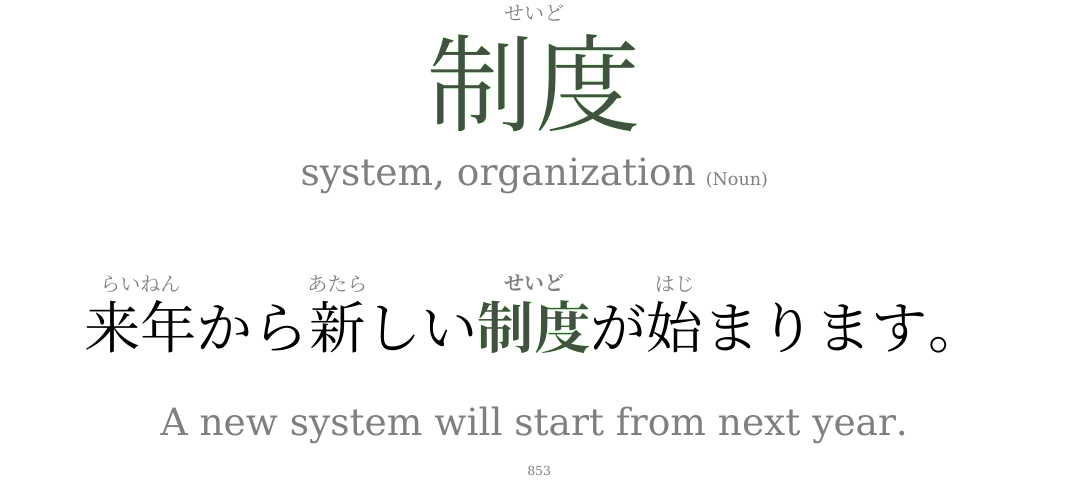 せいど
制度
system, organization (Noun)
らいねん あたら せいど はじ
来年から新しい制度が始まります。
A new system will start from next year.
853